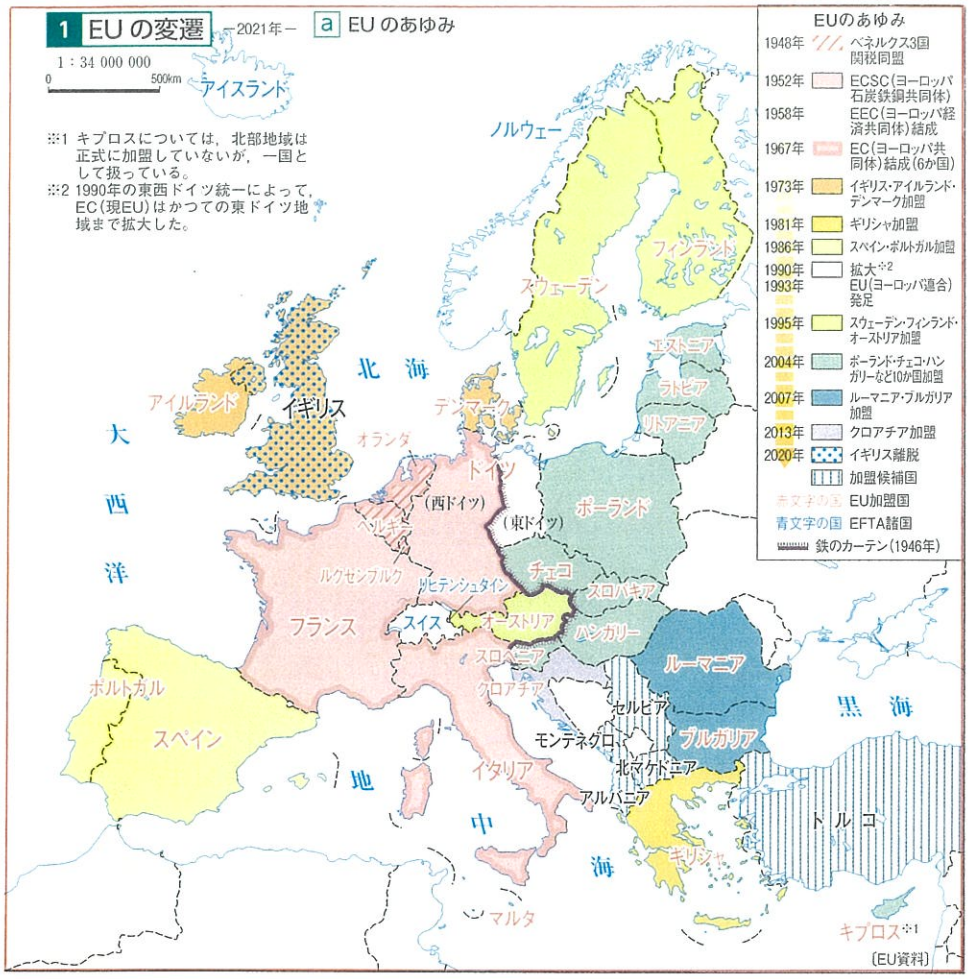 1 EUの変遷 －2021年－ a EUのあゆみ
1：34 000 000
0 500km
※1 キプロスについては，北部地域は
正式に加盟していないが，一国と
して扱っている。
※2 1990年の東西ドイツ統一によって，
EC(現EU)はかつての東ドイツ地
域まで拡大した。
EUのあゆみ
1948年 ベネルクス3国
関税同盟
1952年 ECSC(ヨーロッパ
石炭鉄鋼共同体)
1958年 EEC(ヨーロッパ経
済共同体)結成
1967年 EC(ヨーロッパ共
同体)結成(6か国)
1973年 イギリス・アイルランド・
デンマーク加盟
1981年 ギリシャ加盟
1986年 スペイン・ポルトガル加盟
1990年 拡大※2
1993年 EU(ヨーロッパ連合)
発足
1995年 スウェーデン・フィンランド・
オーストリア加盟
2004年 ポーランド・チェコ・ハン
ガリーなど10か国加盟
2007年 ルーマニア・ブルガリア
加盟
2013年 クロアチア加盟
2020年 イギリス離脱
加盟候補国
赤文字の国 EU加盟国
青文字の国 EFTA諸国
鉄のカーテン(1946年)
アイスランド
ノルウェー
フィンランド
スウェーデン
エストニア
ラトビア
リトアニア
北海
デンマーク
アイルランド
イギリス
オランダ
ドイツ
(西ドイツ)
(東ドイツ)
ポーランド
ベルギー
ルクセンブルク
リヒテンシュタイン
チェコ
スロバキア
大西洋
フランス
スイス
オーストリア
ハンガリー
スロベニア
クロアチア
ルーマニア
セルビア
黒海
ポルトガル
スペイン
モンテネグロ
ブルガリア
北マケドニア
アルバニア
イタリア
地中海
トルコ
ギリシャ
マルタ
キプロス※1
〔EU資料〕